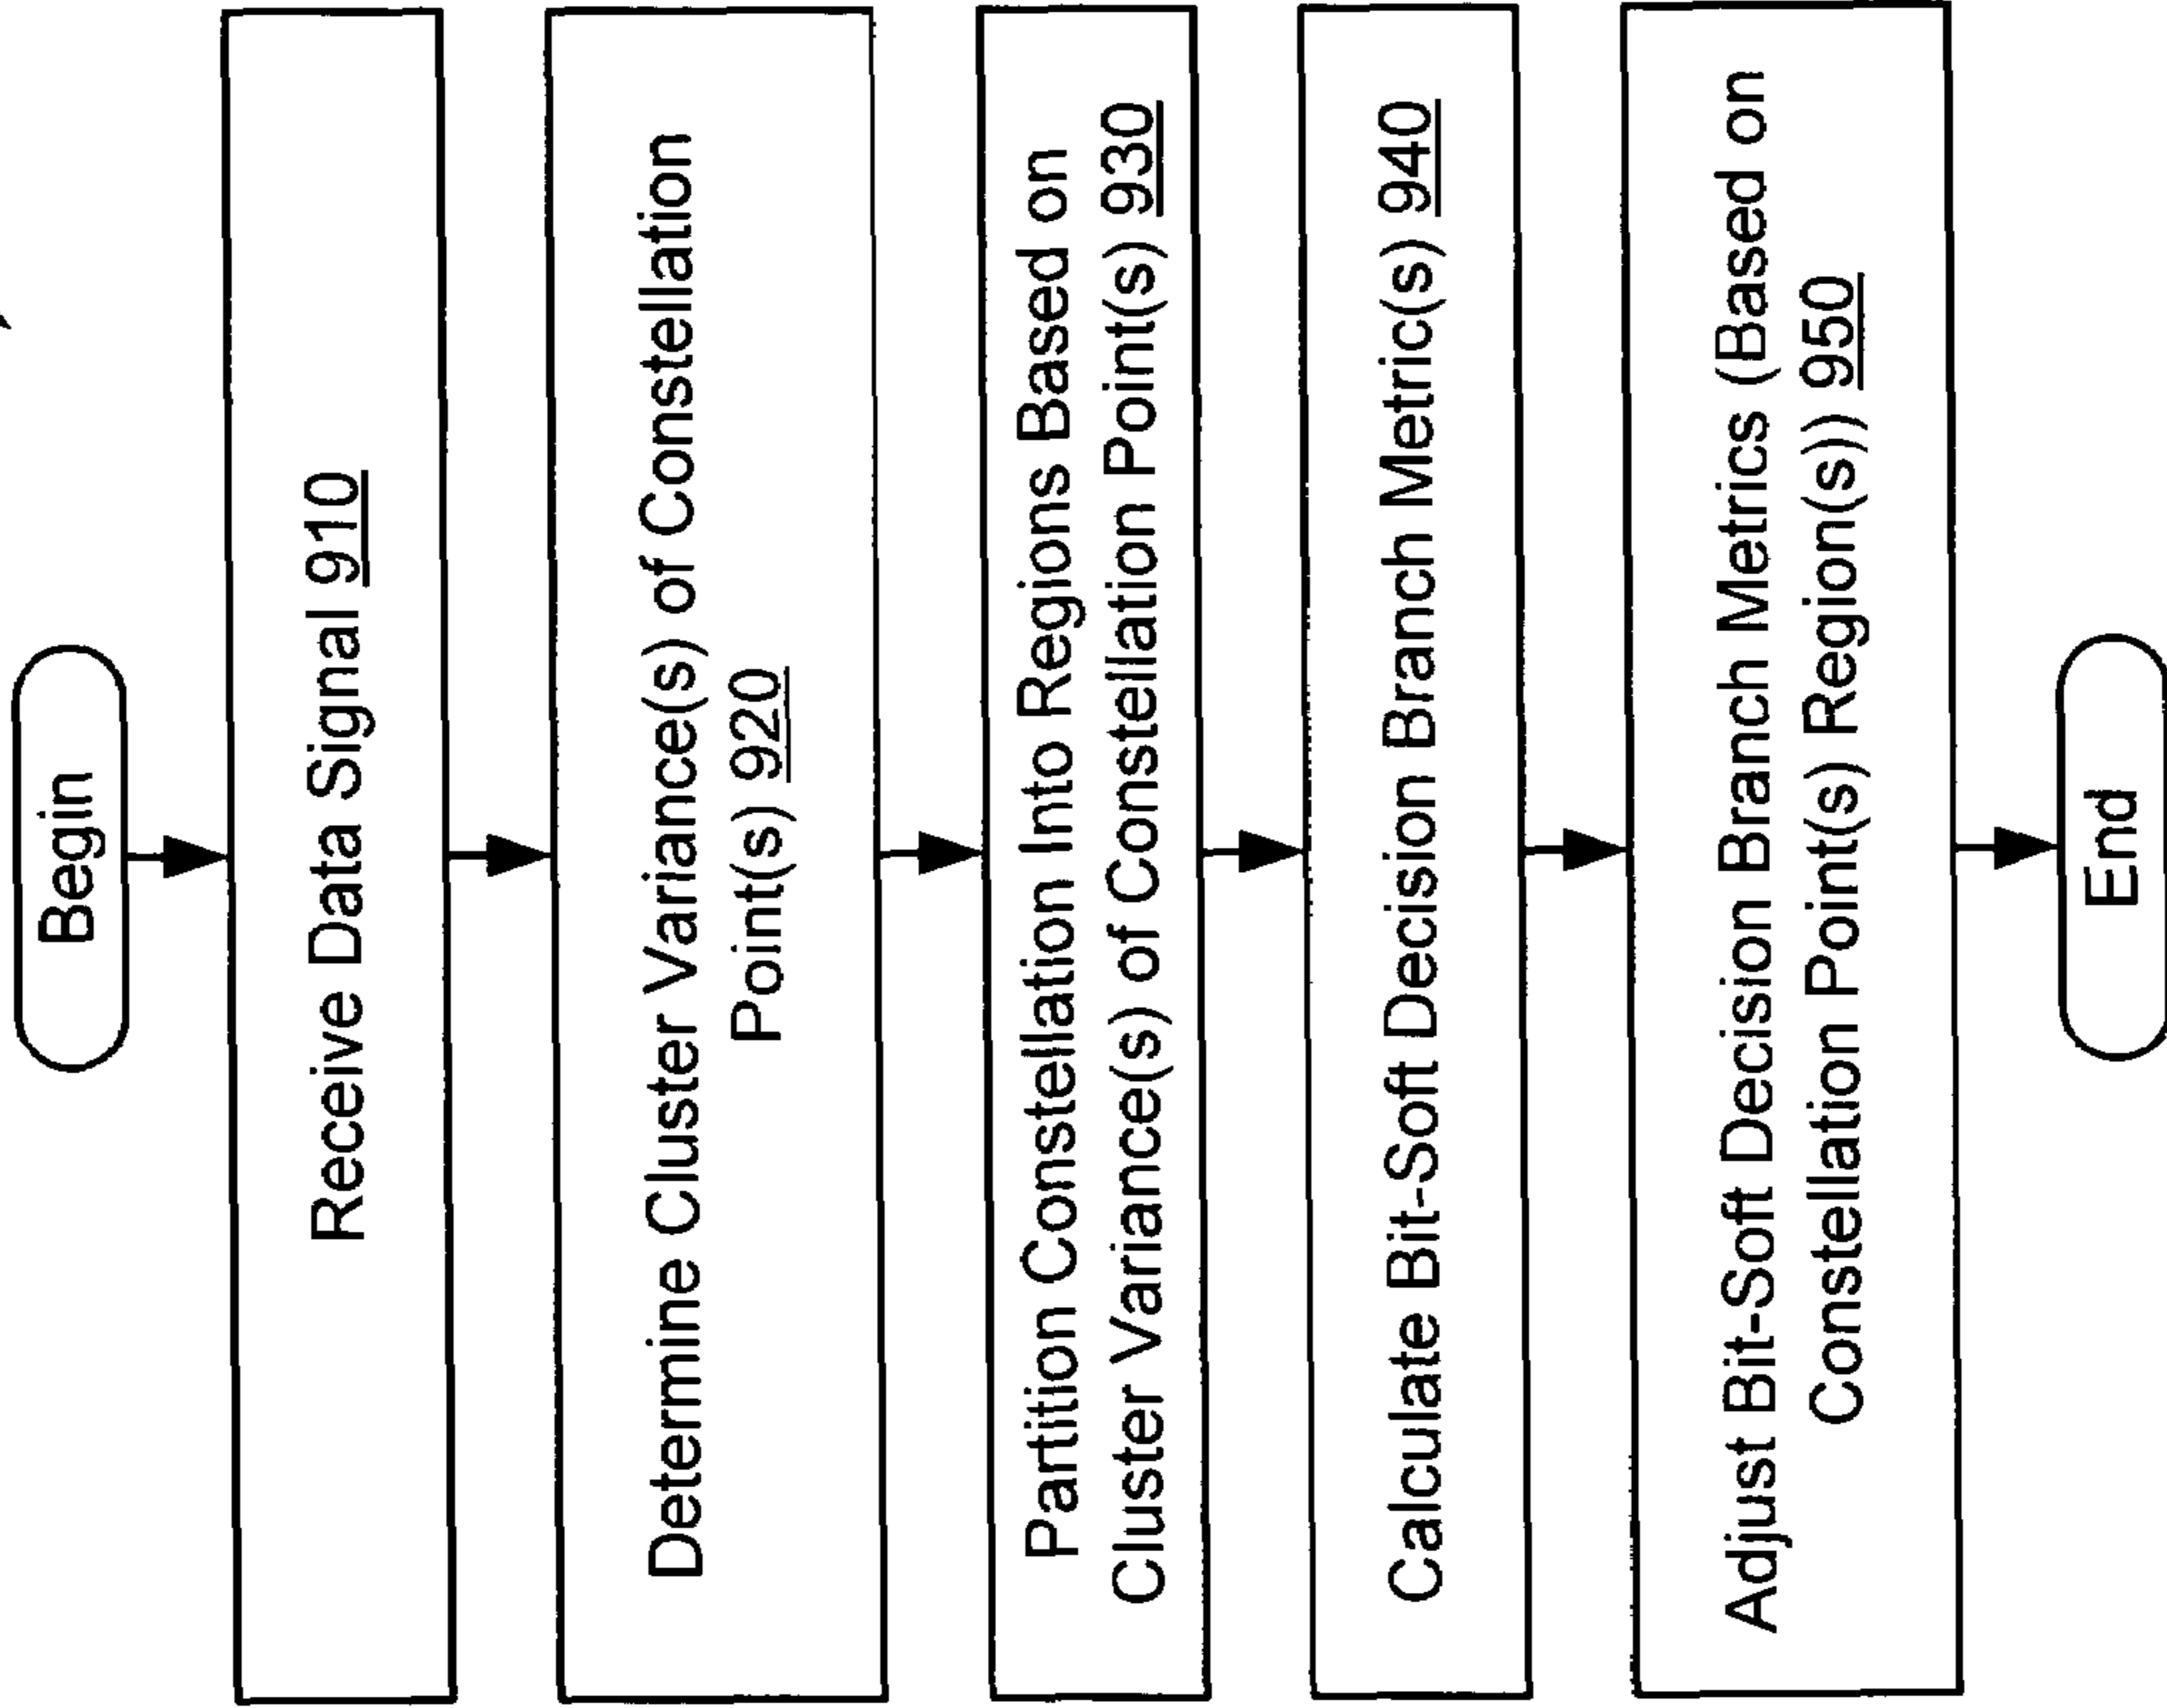 Begin
Receive Data Signal 910
Determine Cluster Variance(s) of Constellation
Point(s) 920
Partition Constellation Into Regions Based on
Cluster Variance(s) of Constellation Point(s) 930
Calculate Bit-Soft Decision Branch Metric(s) 940
Adjust Bit-Soft Decision Branch Metrics (Based on
Constellation Point(s) Region(s)) 950
End